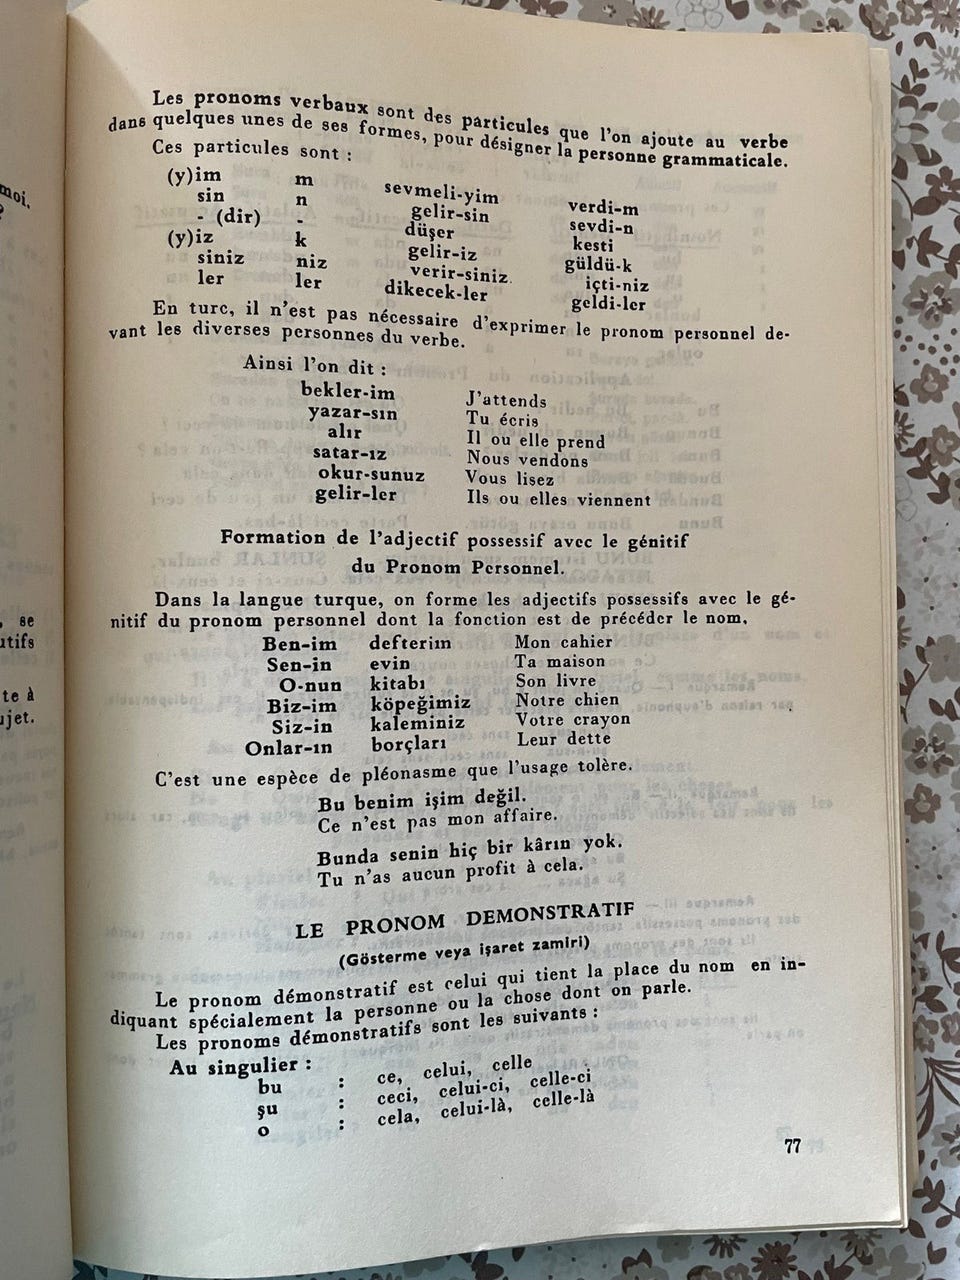 moi.
?
, se
utifs
te à
ujet.
Les pronoms verbaux sont des particules que l'on ajoute au verbe
dans quelques unes de ses formes, pour désigner la personne grammaticale.
Ces particules sont :
(y)im m sevmeli-yim verdi-m
sin n gelir-sin sevdi-n
- (dir) - düşer kesti
(y)iz k gelir-iz güldü-k
siniz niz verir-siniz içti-niz
ler ler dikecek-ler geldi-ler
En turc, il n'est pas nécessaire d'exprimer le pronom personnel de-
vant les diverses personnes du verbe.
Ainsi l'on dit :
bekler-im J'attends
yazar-sın Tu écris
alır Il ou elle prend
satar-ız Nous vendons
okur-sunuz Vous lisez
gelir-ler Ils ou elles viennent
Formation de l'adjectif possessif avec le génitif
du Pronom Personnel.
Dans la langue turque, on forme les adjectifs possessifs avec le gé-
nitif du pronom personnel dont la fonction est de précéder le nom.
Ben-im defterim Mon cahier
Sen-in evin Ta maison
O-nun kitabı Son livre
Biz-im köpeğimiz Notre chien
Siz-in kaleminiz Votre crayon
Onlar-ın borçları Leur dette
C'est une espèce de pléonasme que l'usage tolère.
Bu benim işim değil.
Ce n'est pas mon affaire.
Bunda senin hiç bir kârın yok.
Tu n'as aucun profit à cela.
LE PRONOM DEMONSTRATIF
(Gösterme veya işaret zamiri)
Le pronom démonstratif est celui qui tient la place du nom en in-
diquant spécialement la personne ou la chose dont on parle.
Les pronoms démonstratifs sont les suivants :
Au singulier :
bu : ce, celui, celle
şu : ceci, celui-ci, celle-ci
o : cela, celui-là, celle-là
77